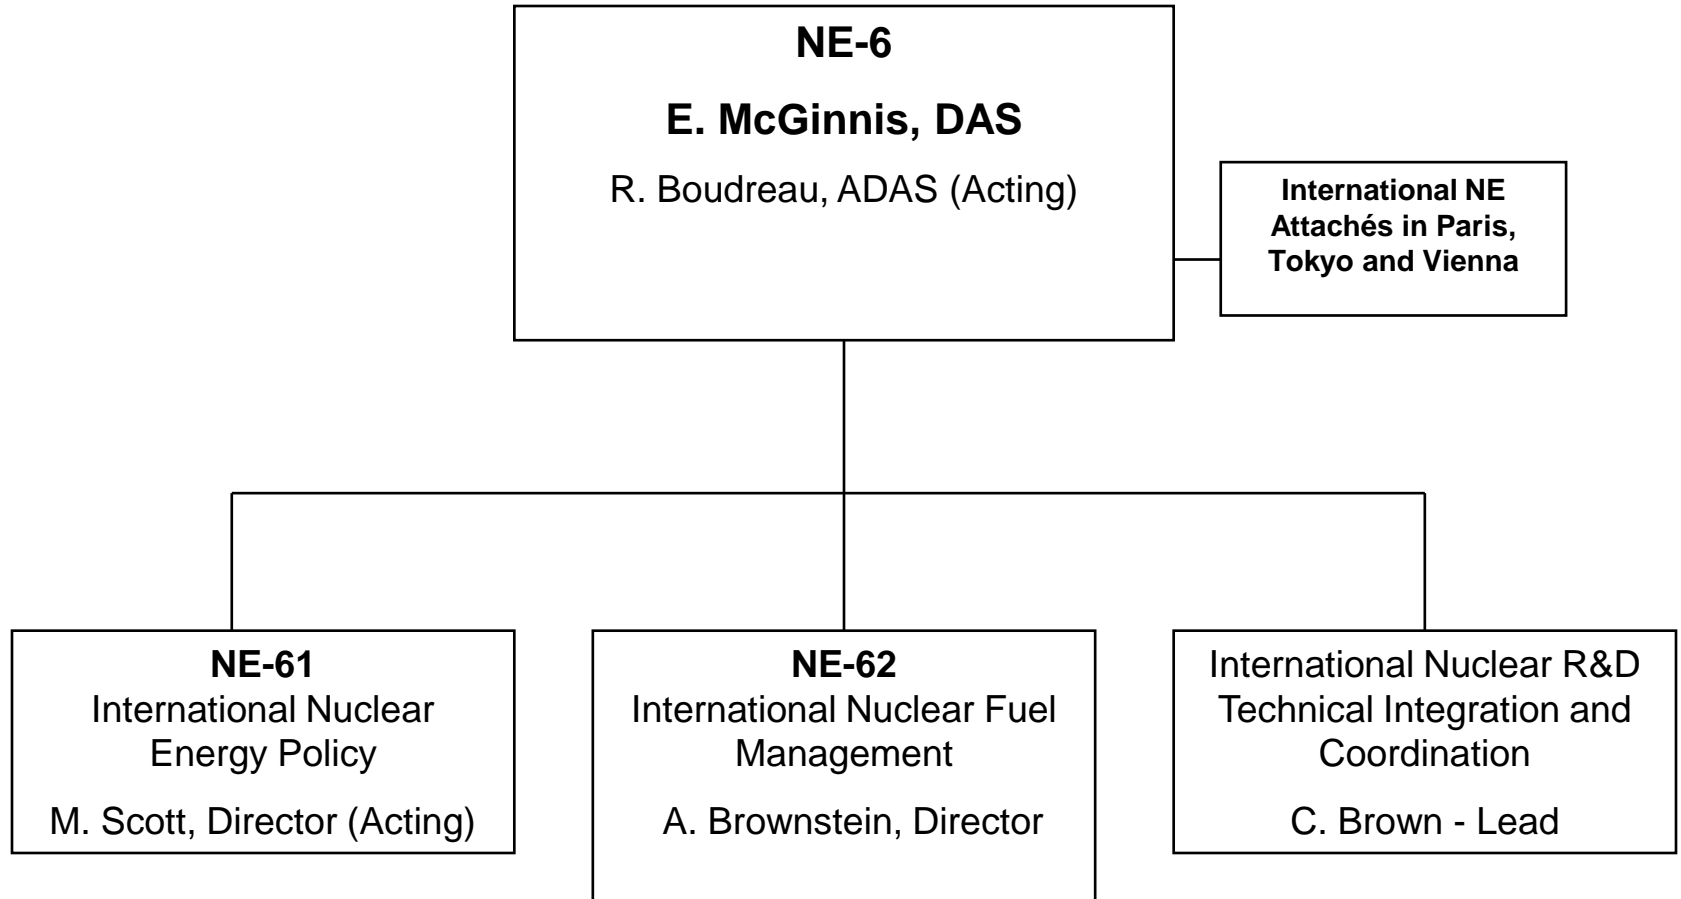 NE-6
E. McGinnis, DAS
R. Boudreau, ADAS (Acting)
International NE
Attachés in Paris,
Tokyo and Vienna
NE-61
International Nuclear
Energy Policy
M. Scott, Director (Acting)
NE-62
International Nuclear Fuel
Management
A. Brownstein, Director
International Nuclear R&D
Technical Integration and
Coordination
C. Brown - Lead